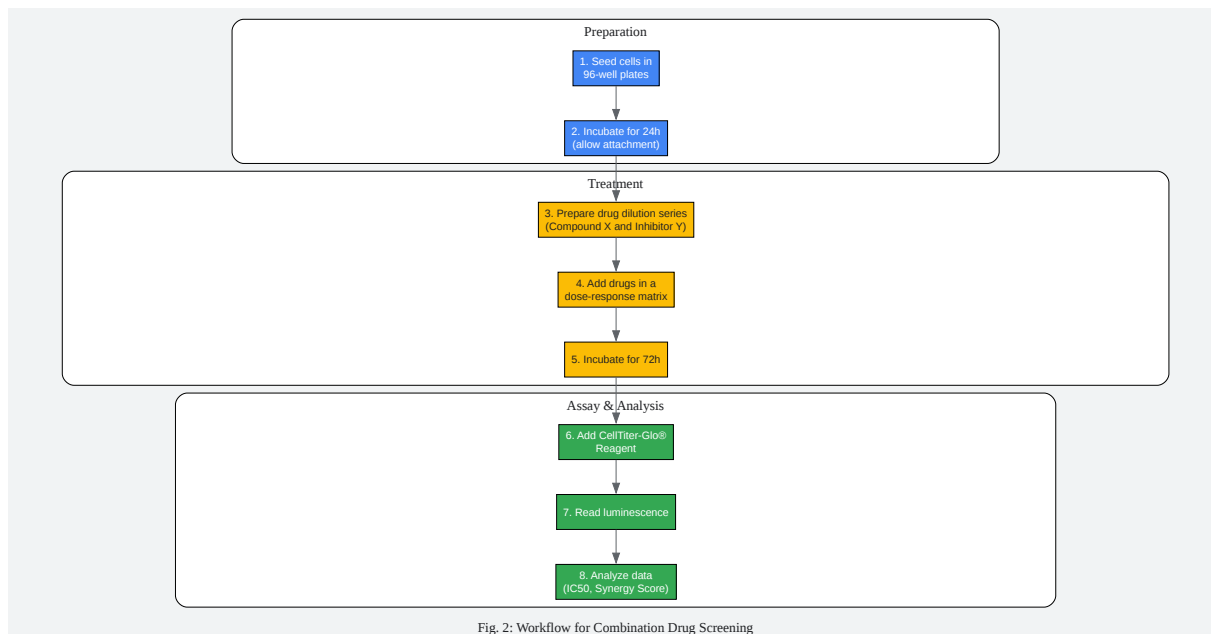 Preparation
1. Seed cells in
96-well plates
2. Incubate for 24h
(allow attachment)
Treatment
3. Prepare drug dilution series
(Compound X and Inhibitor Y)
4. Add drugs in a
dose-response matrix
5. Incubate for 72h
Assay & Analysis
6. Add CellTiter-Glo®
Reagent
7. Read luminescence
8. Analyze data
(IC50, Synergy Score)
Fig. 2: Workflow for Combination Drug Screening